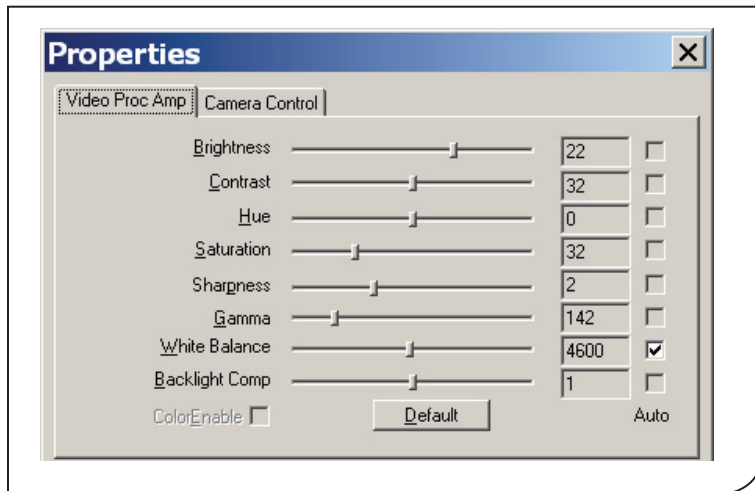 Properties
Video Proc Amp Camera Control
Brightness 22
Contrast 32
Hue 0
Saturation 32
Sharpness 2
Gamma 142
White Balance 4600
Backlight Comp 1
ColorEnable Default Auto